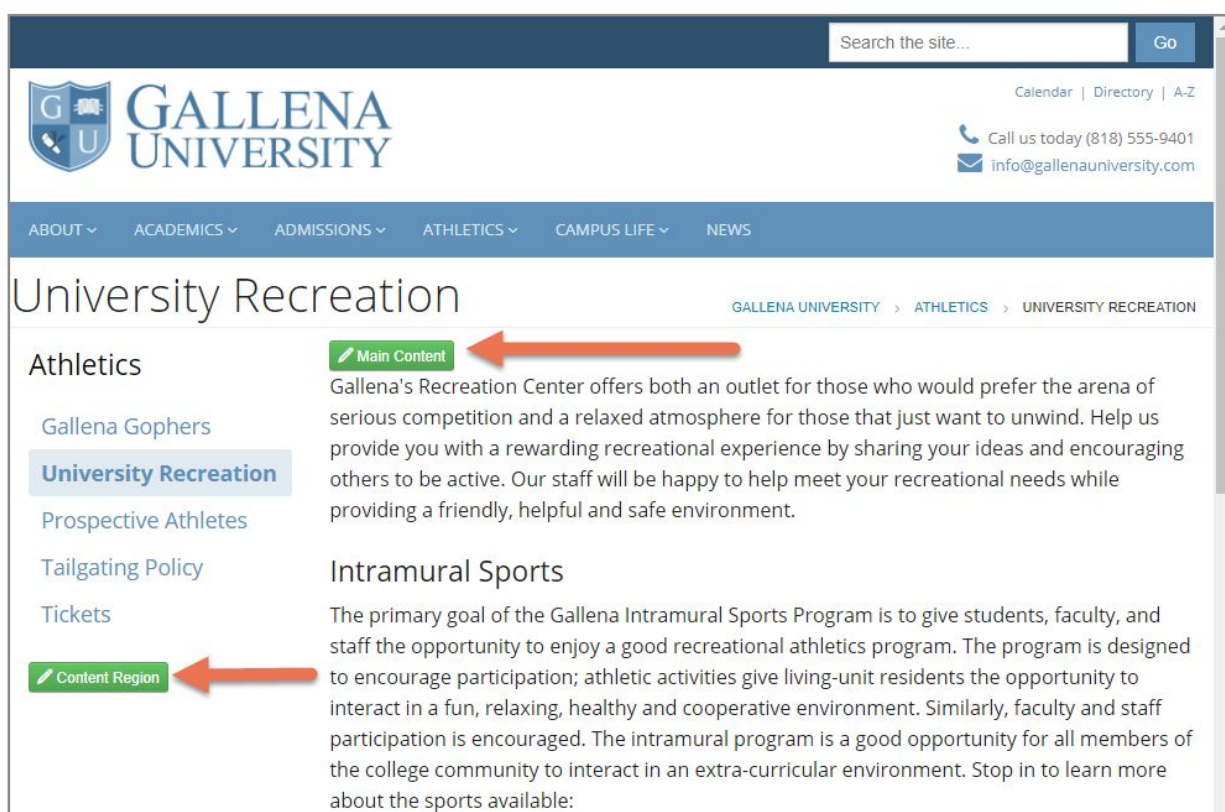 Search the site...
Go
G
U
GALLENA
UNIVERSITY
Calendar | Directory | A-Z
Call us today (818) 555-9401
info@gallenauniversity.com
ABOUT ACADEMICS ADMISSIONS ATHLETICS CAMPUS LIFE NEWS
University Recreation
GALLENA UNIVERSITY > ATHLETICS > UNIVERSITY RECREATION
Athletics
Gallena Gophers
University Recreation
Prospective Athletes
Tailgating Policy
Tickets
Content Region
Main Content
Gallena's Recreation Center offers both an outlet for those who would prefer the arena of
serious competition and a relaxed atmosphere for those that just want to unwind. Help us
provide you with a rewarding recreational experience by sharing your ideas and encouraging
others to be active. Our staff will be happy to help meet your recreational needs while
providing a friendly, helpful and safe environment.
Intramural Sports
The primary goal of the Gallena Intramural Sports Program is to give students, faculty, and
staff the opportunity to enjoy a good recreational athletics program. The program is designed
to encourage participation; athletic activities give living-unit residents the opportunity to
interact in a fun, relaxing, healthy and cooperative environment. Similarly, faculty and staff
participation is encouraged. The intramural program is a good opportunity for all members of
the college community to interact in an extra-curricular environment. Stop in to learn more
about the sports available: